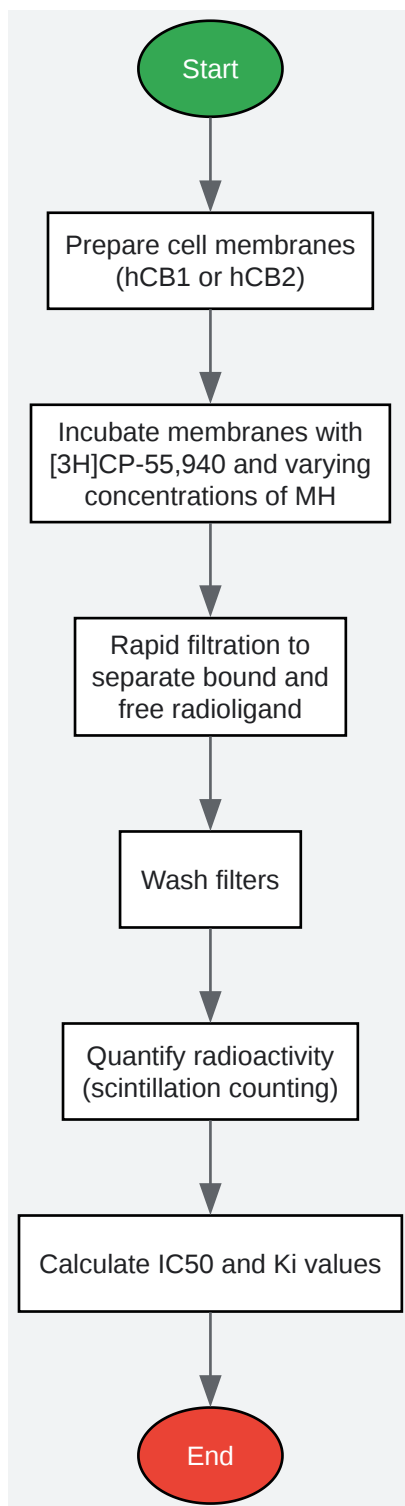 Start
Prepare cell membranes
(hCB1 or hCB2)
Incubate membranes with
[3H]CP-55,940 and varying
concentrations of MH
Rapid filtration to
separate bound and
free radioligand
Wash filters
Quantify radioactivity
(scintillation counting)
Calculate IC50 and Ki values
End